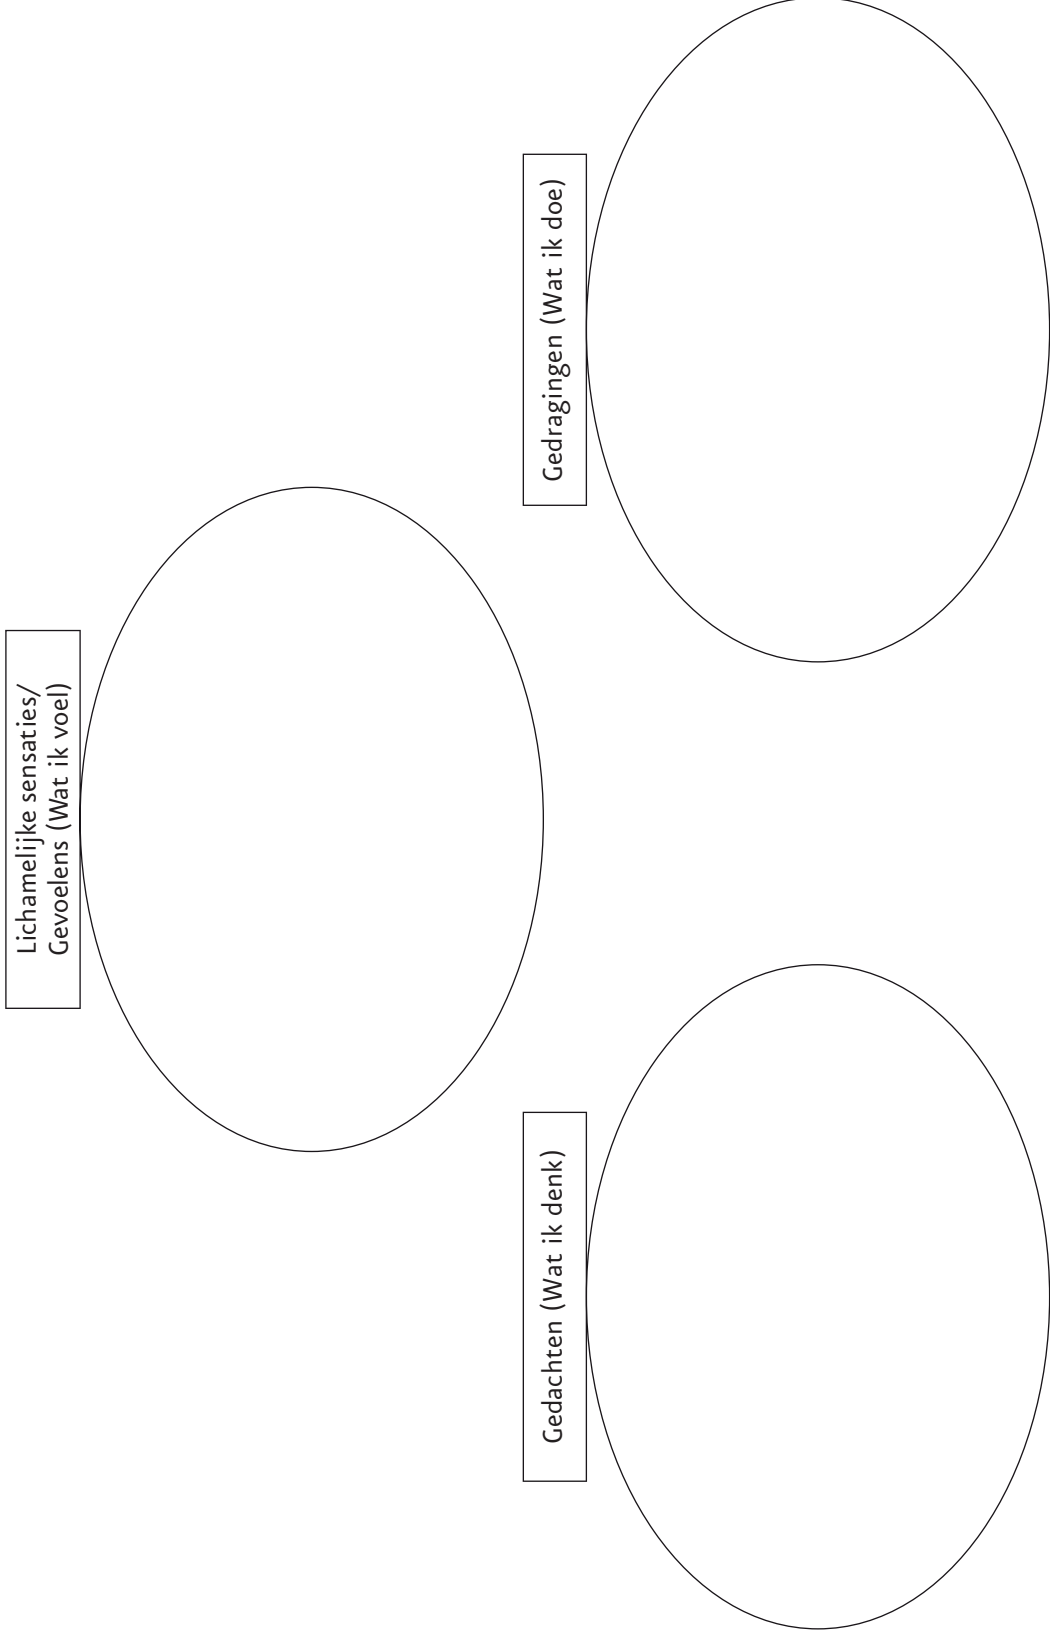 Lichamelijke sensaties/
Gevoelens (Wat ik voel)
Gedachten (Wat ik denk)
Gedragingen (Wat ik doe)